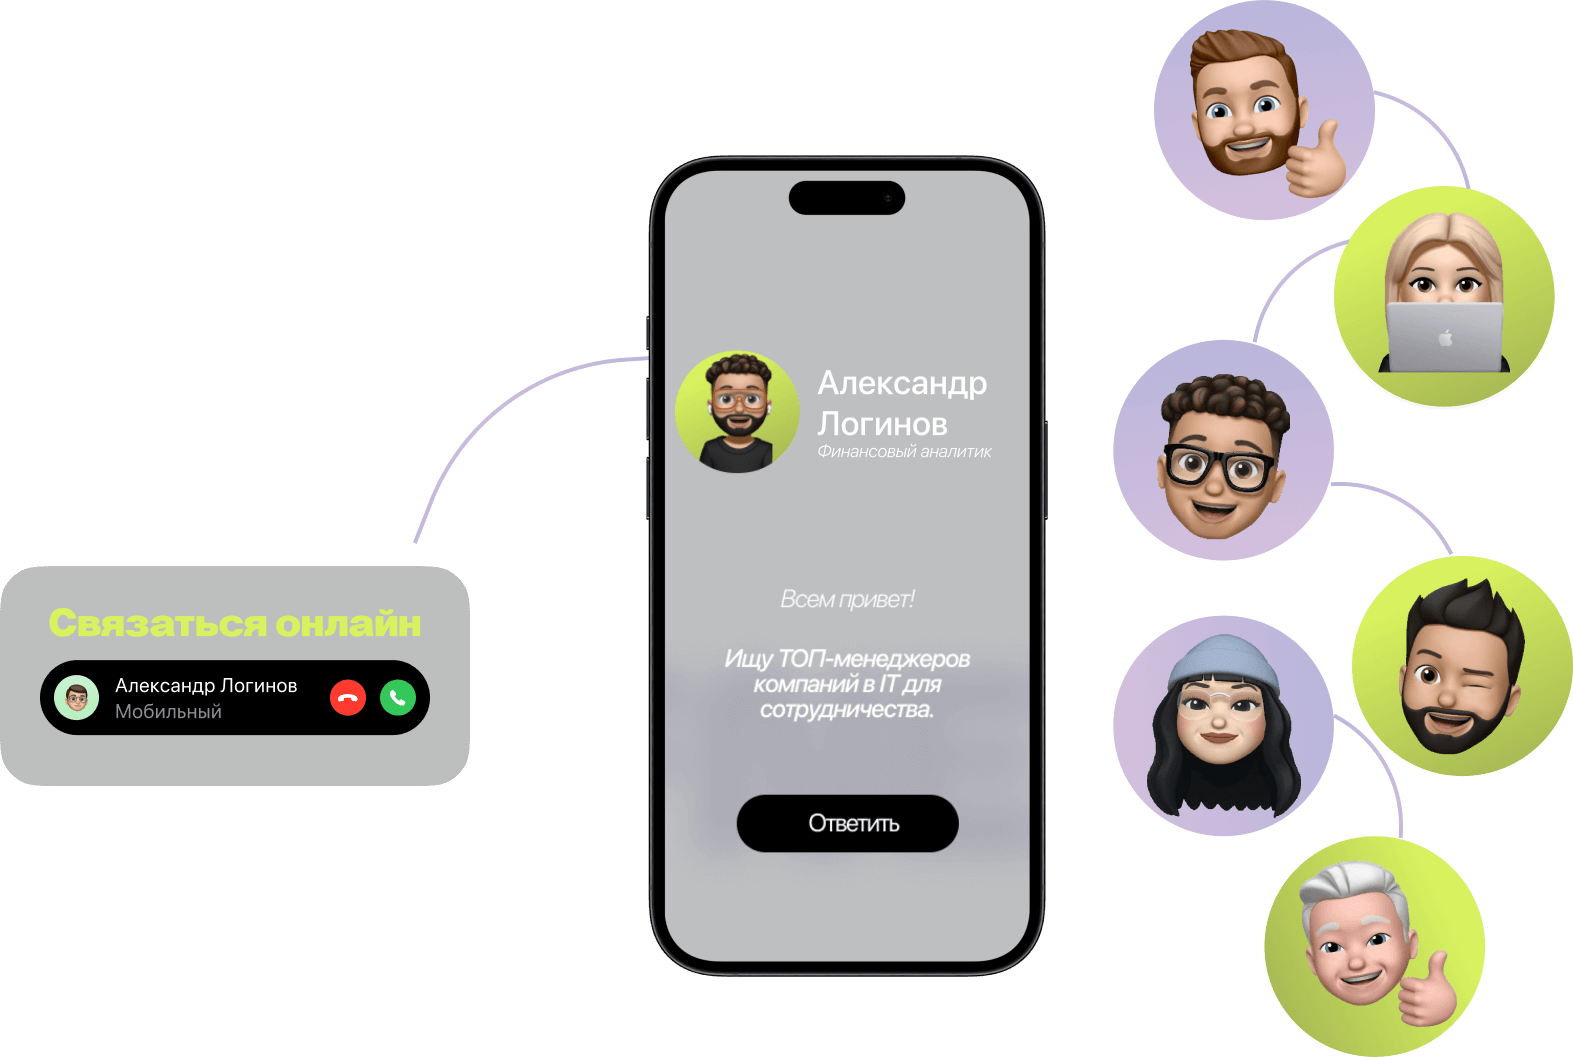 Александр
Логинов
Финансовый аналитик
Всем привет!
Ищу ТОП-менеджеров
компаний в IT для
сотрудничества.
Ответить
Связаться онлайн
Александр Логинов
Мобильный